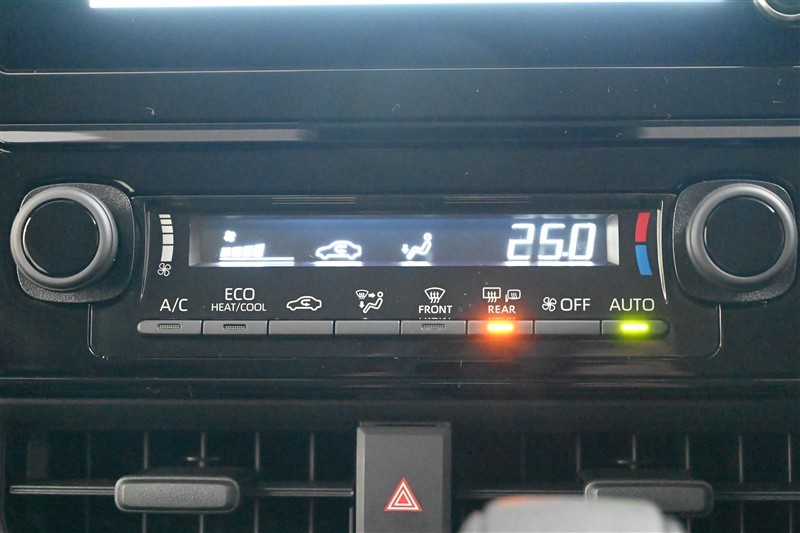 25.0
A/C
ECO
HEAT/COOL
FRONT
REAR
OFF
AUTO